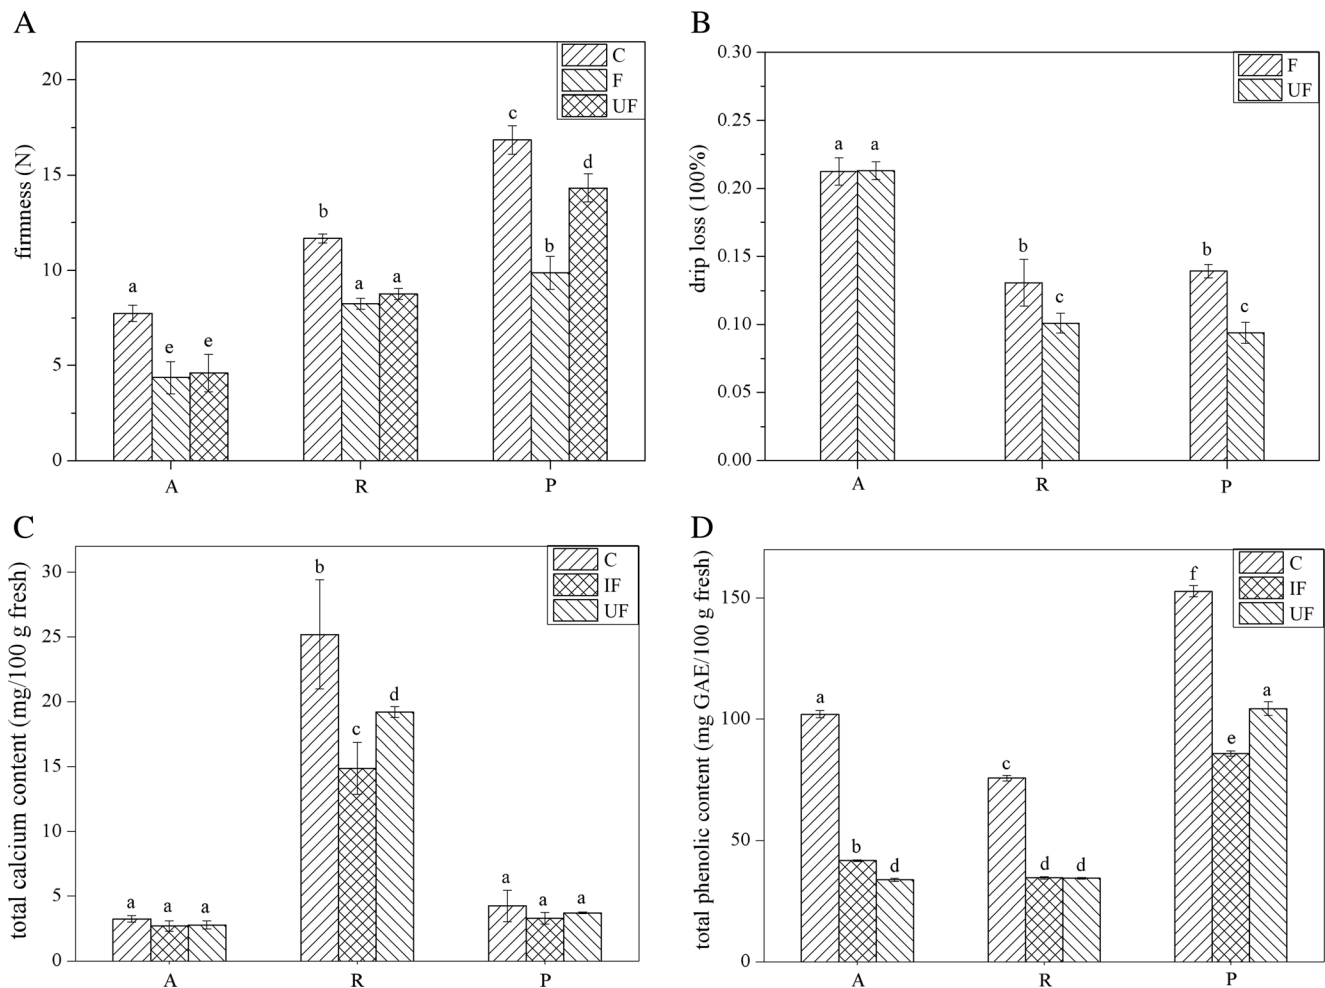 A
firmness (N)
20
15
10
5
0
C
F
UF
a
e
e
b
a
a
c
b
d
A
R
P
B
drip loss (100%)
0.30
0.25
0.20
0.15
0.10
0.05
0.00
F
UF
a
a
b
c
b
c
A
R
P
C
total calcium content (mg/100 g fresh)
30
25
20
15
10
5
0
C
IF
UF
a
a
a
b
c
d
a
a
a
A
R
P
D
total phenolic content (mg GAE/100 g fresh)
150
100
50
0
C
IF
UF
a
b
d
c
d
d
f
e
a
A
R
P